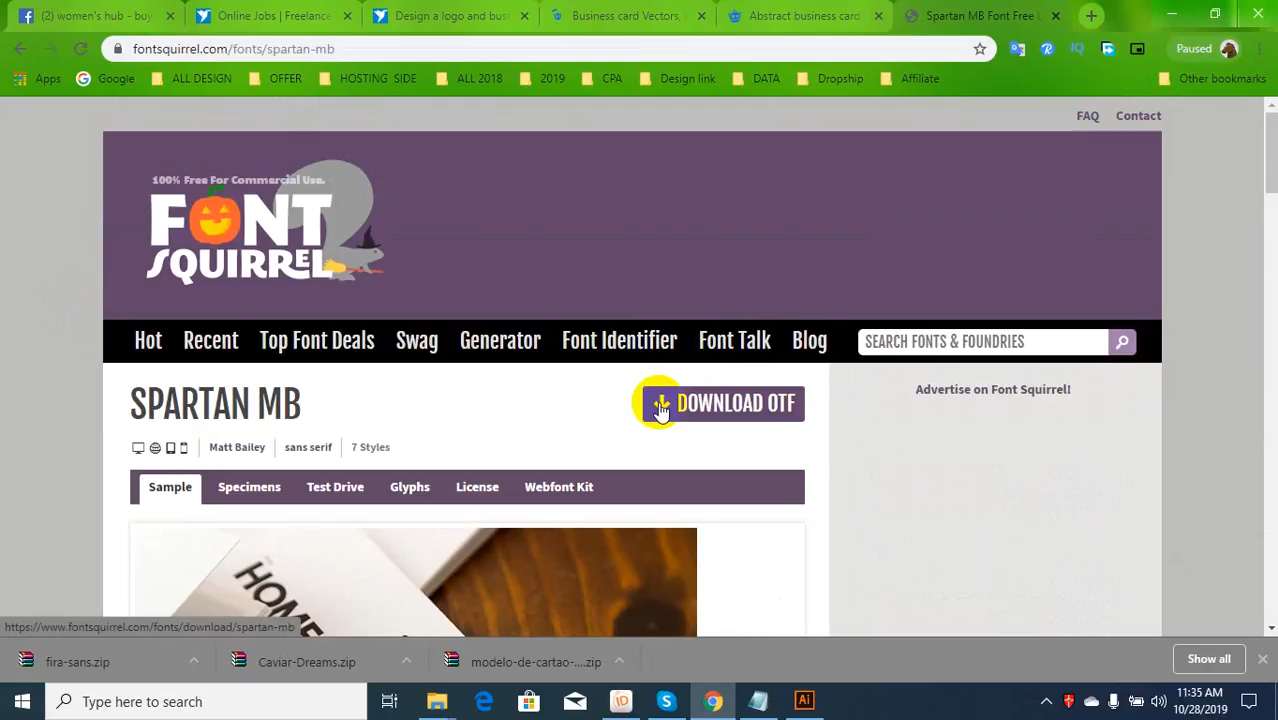 (2) women's hub - buy
Online Jobs | Freelance
Design a logo and busi
Business card Vectors,
Abstract business card
Spartan MB Font Free
fontsquirrel.com/fonts/spartan-mb
Paused
Apps Google ALL DESIGN OFFER HOSTING SIDE ALL 2018 2019 CPA Design link DATA Dropship Affiliate Other bookmarks
FAQ Contact
100% Free For Commercial Use.
FONT
SQUIRREL
Hot Recent Top Font Deals Swag Generator Font Identifier Font Talk Blog SEARCH FONTS & FOUNDRIES
SPARTAN MB
DOWNLOAD OTF
Advertise on Font Squirrel!
Matt Bailey sans serif 7 Styles
Sample Specimens Test Drive Glyphs License Webfont Kit
HOME
https://www.fontsquirrel.com/fonts/download/spartan-mb
fira-sans.zip Caviar-Dreams.zip modelo-de-cartao-....zip Show all
Type here to search
iD
Ai
11:35 AM
10/28/2019